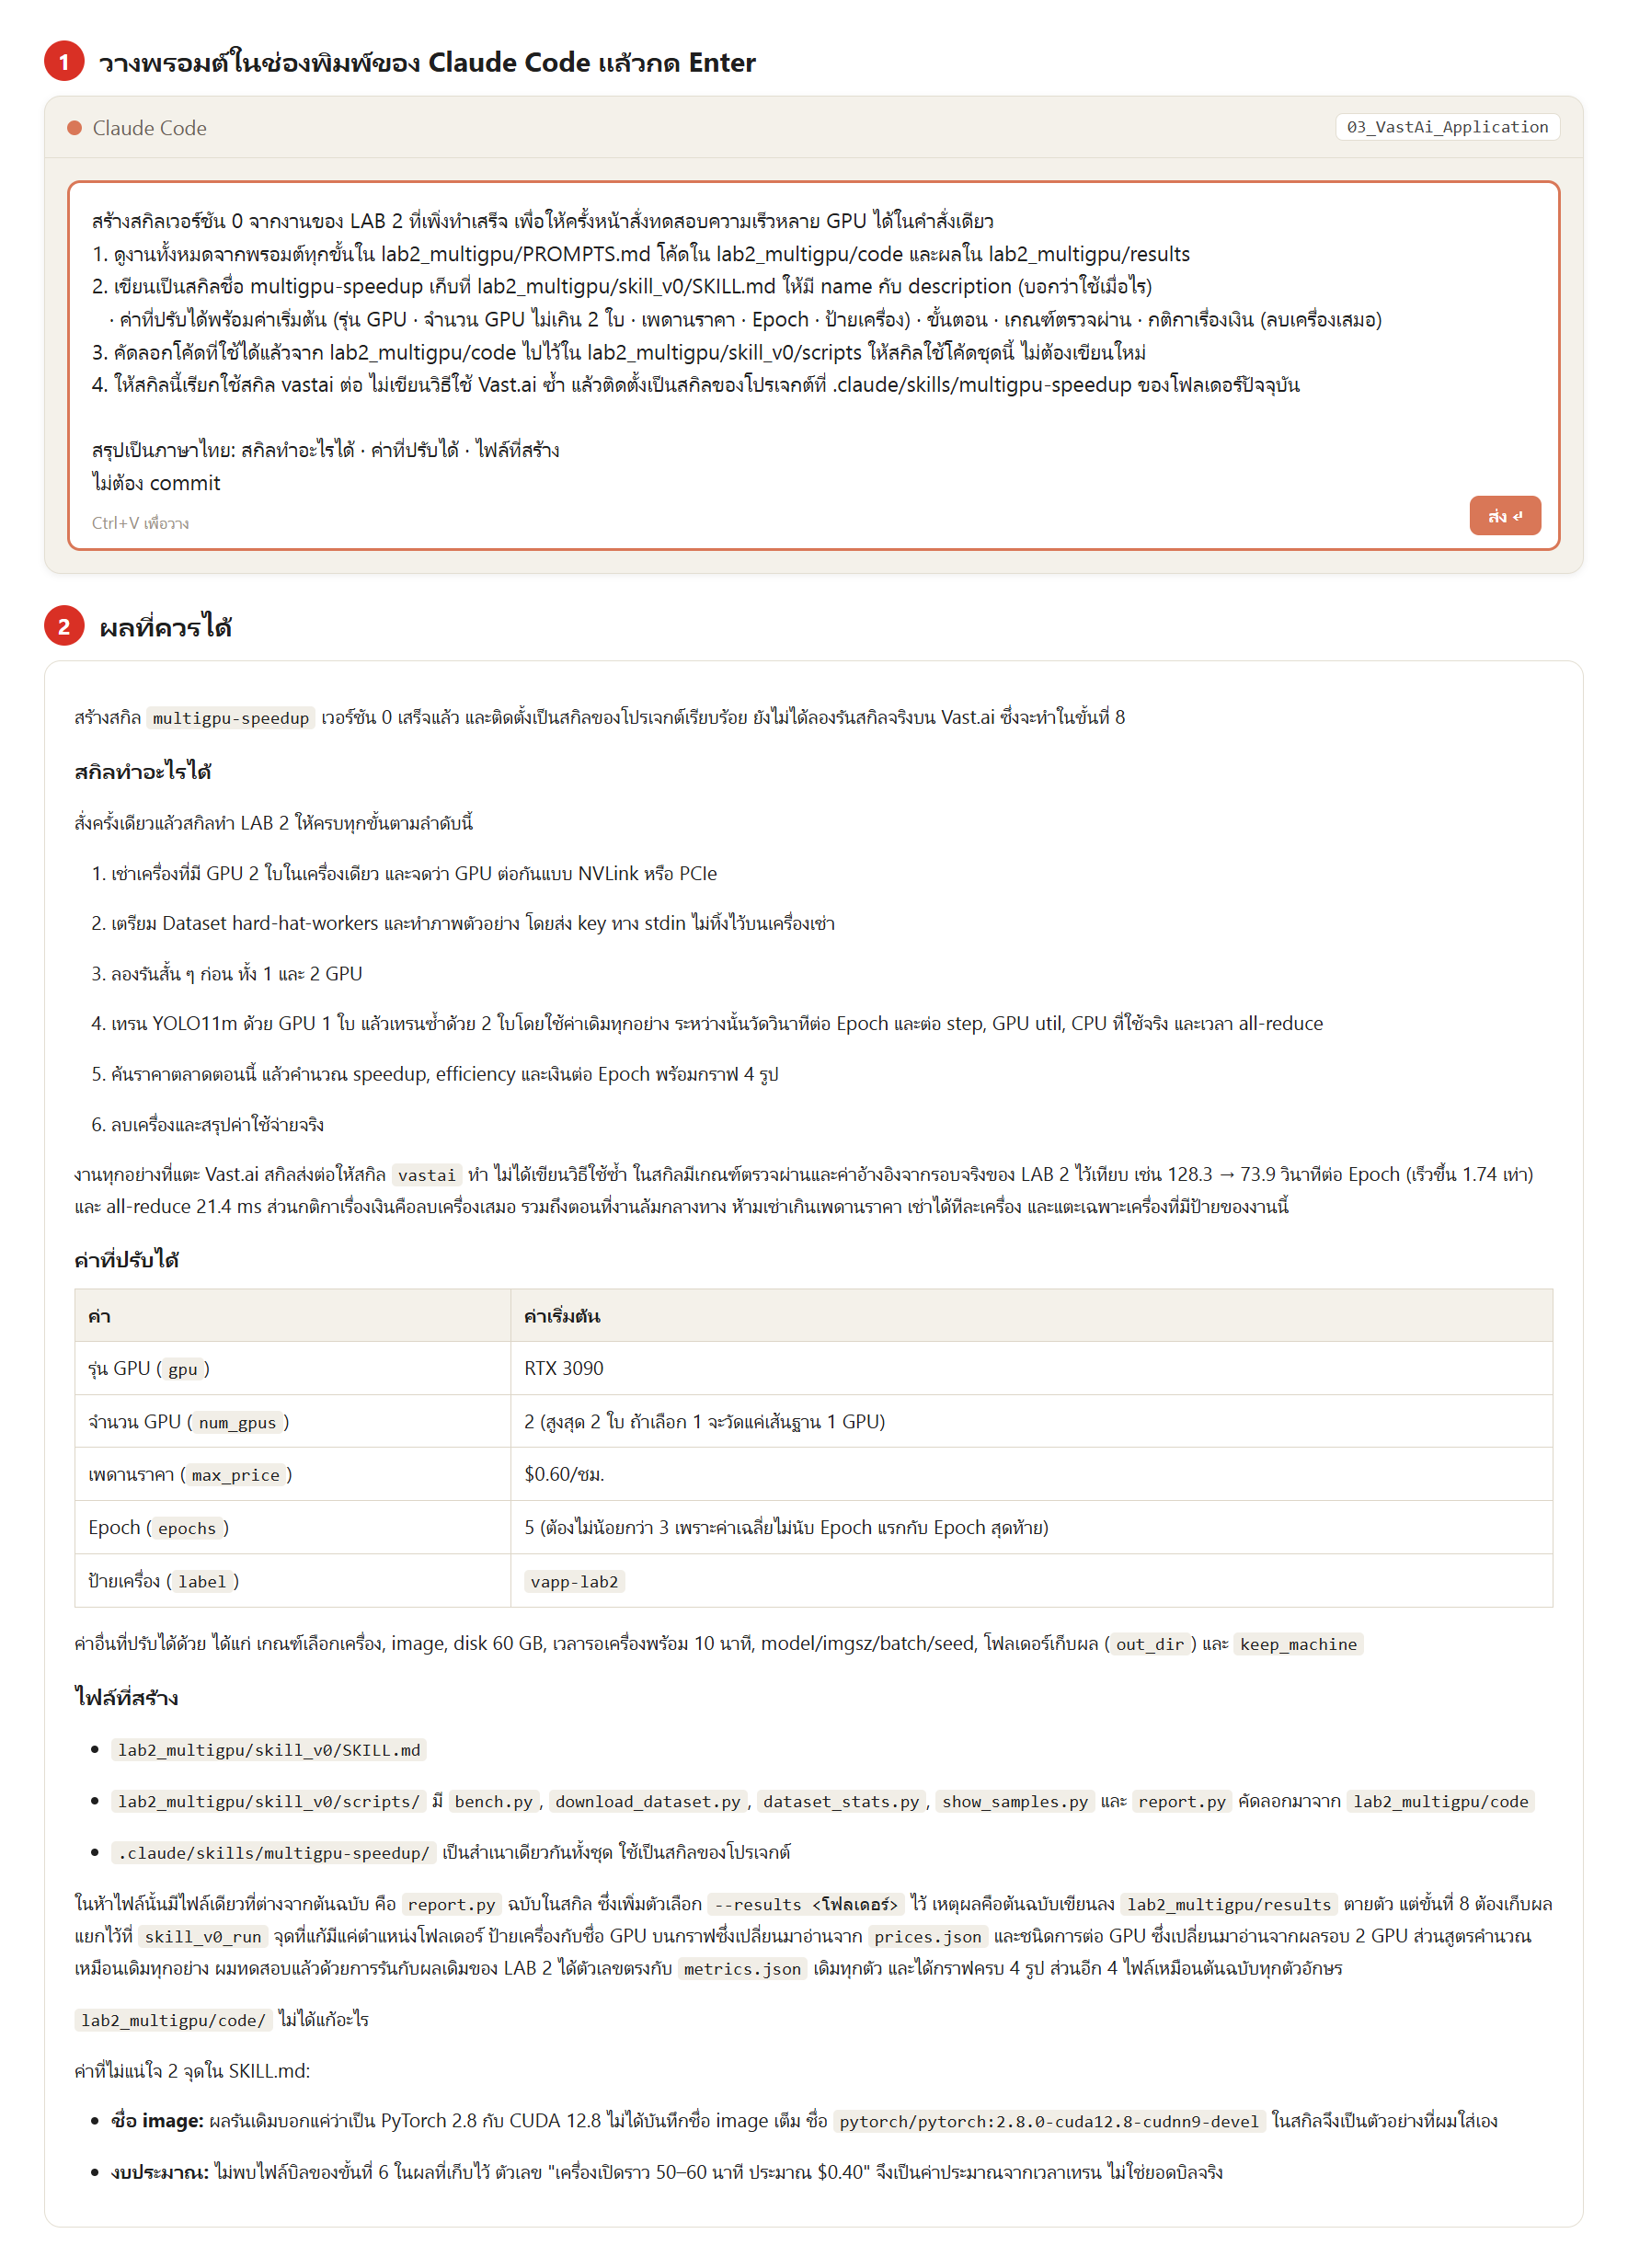 1 วางพรอมต์ในช่องพิมพ์ของ Claude Code แล้วกด Enter
Claude Code
03_VastAi_Application
สร้างสกิลเวอร์ชัน 0 จากงานของ LAB 2 ที่เพิ่งทำเสร็จ เพื่อให้ครั้งหน้าสั่งทดสอบความเร็วหลาย GPU ได้ในคำสั่งเดียว
1. ดูงานทั้งหมดจากพรอมต์ทุกขั้นใน lab2_multigpu/PROMPTS.md โค้ดใน lab2_multigpu/code และผลใน lab2_multigpu/results
2. เขียนเป็นสกิลชื่อ multigpu-speedup เก็บที่ lab2_multigpu/skill_v0/SKILL.md ให้มี name กับ description (บอกว่าใช้เมื่อไร)
· ค่าที่ปรับได้พร้อมค่าเริ่มต้น (รุ่น GPU · จำนวน GPU ไม่เกิน 2 ใบ · เพดานราคา · Epoch · ป้ายเครื่อง) · ขั้นตอน · เกณฑ์ตรวจผ่าน · กติกาเรื่องเงิน (ลบเครื่องเสมอ)
3. คัดลอกโค้ดที่ใช้ได้แล้วจาก lab2_multigpu/code ไปไว้ใน lab2_multigpu/skill_v0/scripts ให้สกิลใช้โค้ดชุดนี้ ไม่ต้องเขียนใหม่
4. ให้สกิลนี้เรียกใช้สกิล vastai ต่อ ไม่เขียนวิธีใช้ Vast.ai ซ้ำ แล้วติดตั้งเป็นสกิลของโปรเจกต์ที่ .claude/skills/multigpu-speedup ของโฟลเดอร์ปัจจุบัน
สรุปเป็นภาษาไทย: สกิลทำอะไรได้ · ค่าที่ปรับได้ · ไฟล์ที่สร้าง
ไม่ต้อง commit
Ctrl+V เพื่อวาง
ส่ง ⏎
2 ผลที่ควรได้
สร้างสกิล multigpu-speedup เวอร์ชัน 0 เสร็จแล้ว และติดตั้งเป็นสกิลของโปรเจกต์เรียบร้อย ยังไม่ได้ลองรันสกิลจริงบน Vast.ai ซึ่งจะทำในขั้นที่ 8
สกิลทำอะไรได้
สั่งครั้งเดียวแล้วสกิลทำ LAB 2 ให้ครบทุกขั้นตามลำดับนี้
1. เช่าเครื่องที่มี GPU 2 ใบในเครื่องเดียว และจดว่า GPU ต่อกันแบบ NVLink หรือ PCIe
2. เตรียม Dataset hard-hat-workers และทำภาพตัวอย่าง โดยส่ง key ทาง stdin ไม่ทิ้งไว้บนเครื่องเช่า
3. ลองรันสั้น ๆ ก่อน ทั้ง 1 และ 2 GPU
4. เทรน YOLO11m ด้วย GPU 1 ใบ แล้วเทรนซ้ำด้วย 2 ใบโดยใช้ค่าเดิมทุกอย่าง ระหว่างนั้นวัดวินาทีต่อ Epoch และต่อ step, GPU util, CPU ที่ใช้จริง และเวลา all-reduce
5. ค้นราคาตลาดตอนนี้ แล้วคำนวณ speedup, efficiency และเงินต่อ Epoch พร้อมกราฟ 4 รูป
6. ลบเครื่องและสรุปค่าใช้จ่ายจริง
งานทุกอย่างที่แตะ Vast.ai สกิลส่งต่อให้สกิล vastai ทำ ไม่ได้เขียนวิธีใช้ซ้ำ ในสกิลมีเกณฑ์ตรวจผ่านและค่าอ้างอิงจากรอบจริงของ LAB 2 ไว้เทียบ เช่น 128.3 → 73.9 วินาทีต่อ Epoch (เร็วขึ้น 1.74 เท่า)
และ all-reduce 21.4 ms ส่วนกติกาเรื่องเงินคือลบเครื่องเสมอ รวมถึงตอนที่งานล้มกลางทาง ห้ามเช่าเกินเพดานราคา เช่าได้ทีละเครื่อง และแตะเฉพาะเครื่องที่มีป้ายของงานนี้
ค่าที่ปรับได้
ค่า ค่าเริ่มต้น
รุ่น GPU (gpu) RTX 3090
จำนวน GPU (num_gpus) 2 (สูงสุด 2 ใบ ถ้าเลือก 1 จะวัดแค่เส้นฐาน 1 GPU)
เพดานราคา (max_price) $0.60/ชม.
Epoch (epochs) 5 (ต้องไม่น้อยกว่า 3 เพราะค่าเฉลี่ยไม่นับ Epoch แรกกับ Epoch สุดท้าย)
ป้ายเครื่อง (label) vapp-lab2
ค่าอื่นที่ปรับได้ด้วย ได้แก่ เกณฑ์เลือกเครื่อง, image, disk 60 GB, เวลารอเครื่องพร้อม 10 นาที, model/imgsz/batch/seed, โฟลเดอร์เก็บผล (out_dir) และ keep_machine
ไฟล์ที่สร้าง
• lab2_multigpu/skill_v0/SKILL.md
• lab2_multigpu/skill_v0/scripts/ มี bench.py, download_dataset.py, dataset_stats.py, show_samples.py และ report.py คัดลอกมาจาก lab2_multigpu/code
• .claude/skills/multigpu-speedup/ เป็นสำเนาเดียวกันทั้งชุด ใช้เป็นสกิลของโปรเจกต์
ในห้าไฟล์นั้นมีไฟล์เดียวที่ต่างจากต้นฉบับ คือ report.py ฉบับในสกิล ซึ่งเพิ่มตัวเลือก --results <โฟลเดอร์> ไว้ เหตุผลคือต้นฉบับเขียนลง lab2_multigpu/results ตายตัว แต่ขั้นที่ 8 ต้องเก็บผล
แยกไว้ที่ skill_v0_run จุดที่แก้มีแค่ตำแหน่งโฟลเดอร์ ป้ายเครื่องกับชื่อ GPU บนกราฟซึ่งเปลี่ยนมาอ่านจาก prices.json และชนิดการต่อ GPU ซึ่งเปลี่ยนมาอ่านจากผลรอบ 2 GPU ส่วนสูตรคำนวณ
เหมือนเดิมทุกอย่าง ผมทดสอบแล้วด้วยการรันกับผลเดิมของ LAB 2 ได้ตัวเลขตรงกับ metrics.json เดิมทุกตัว และได้กราฟครบ 4 รูป ส่วนอีก 4 ไฟล์เหมือนต้นฉบับทุกตัวอักษร
lab2_multigpu/code/ ไม่ได้แก้อะไร
ค่าที่ไม่แน่ใจ 2 จุดใน SKILL.md:
• ชื่อ image: ผลรันเดิมบอกแค่ว่าเป็น PyTorch 2.8 กับ CUDA 12.8 ไม่ได้บันทึกชื่อ image เต็ม ชื่อ pytorch/pytorch:2.8.0-cuda12.8-cudnn9-devel ในสกิลจึงเป็นตัวอย่างที่ผมใส่เอง
• งบประมาณ: ไม่พบไฟล์บิลของขั้นที่ 6 ในผลที่เก็บไว้ ตัวเลข "เครื่องเปิดราว 50–60 นาที ประมาณ $0.40" จึงเป็นค่าประมาณจากเวลาเทรน ไม่ใช่ยอดบิลจริง